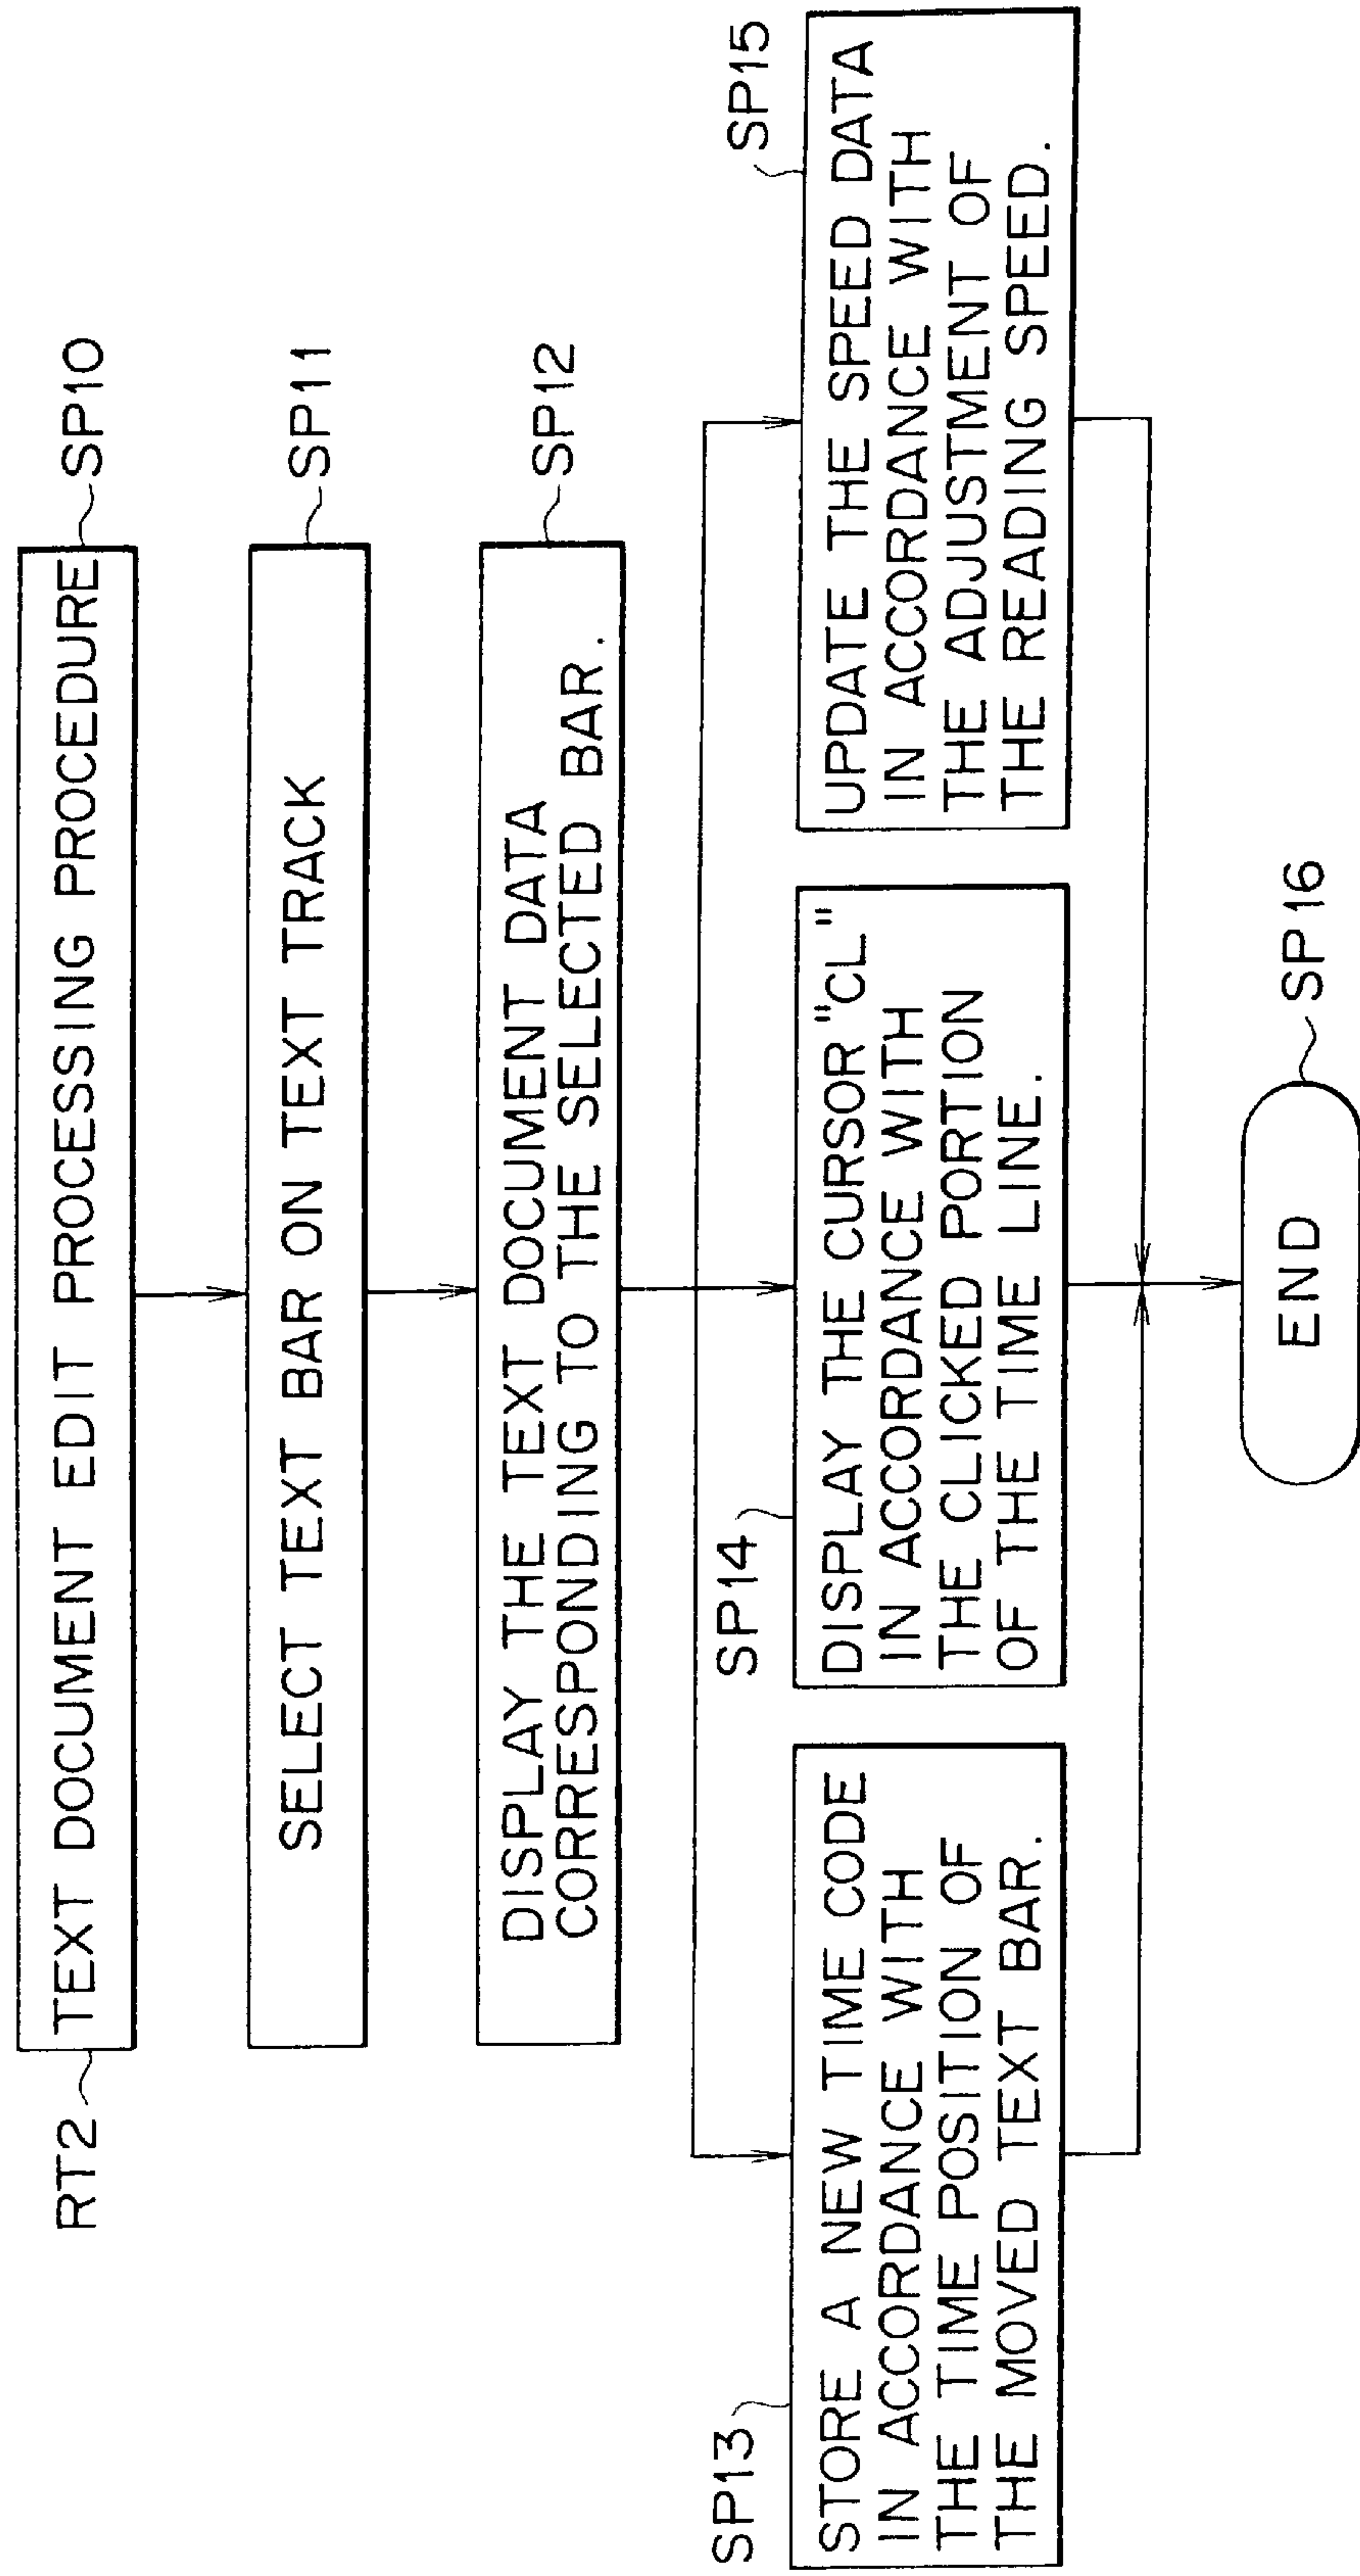 RT2
TEXT DOCUMENT EDIT PROCESSING PROCEDURE
SP10
SELECT TEXT BAR ON TEXT TRACK
SP11
DISPLAY THE TEXT DOCUMENT DATA
CORRESPONDING TO THE SELECTED BAR.
SP12
SP13
STORE A NEW TIME CODE
IN ACCORDANCE WITH
THE TIME POSITION OF
THE MOVED TEXT BAR.
SP14
DISPLAY THE CURSOR "CL"
IN ACCORDANCE WITH
THE CLICKED PORTION
OF THE TIME LINE.
SP15
UPDATE THE SPEED DATA
IN ACCORDANCE WITH
THE ADJUSTMENT OF
THE READING SPEED.
END
SP16